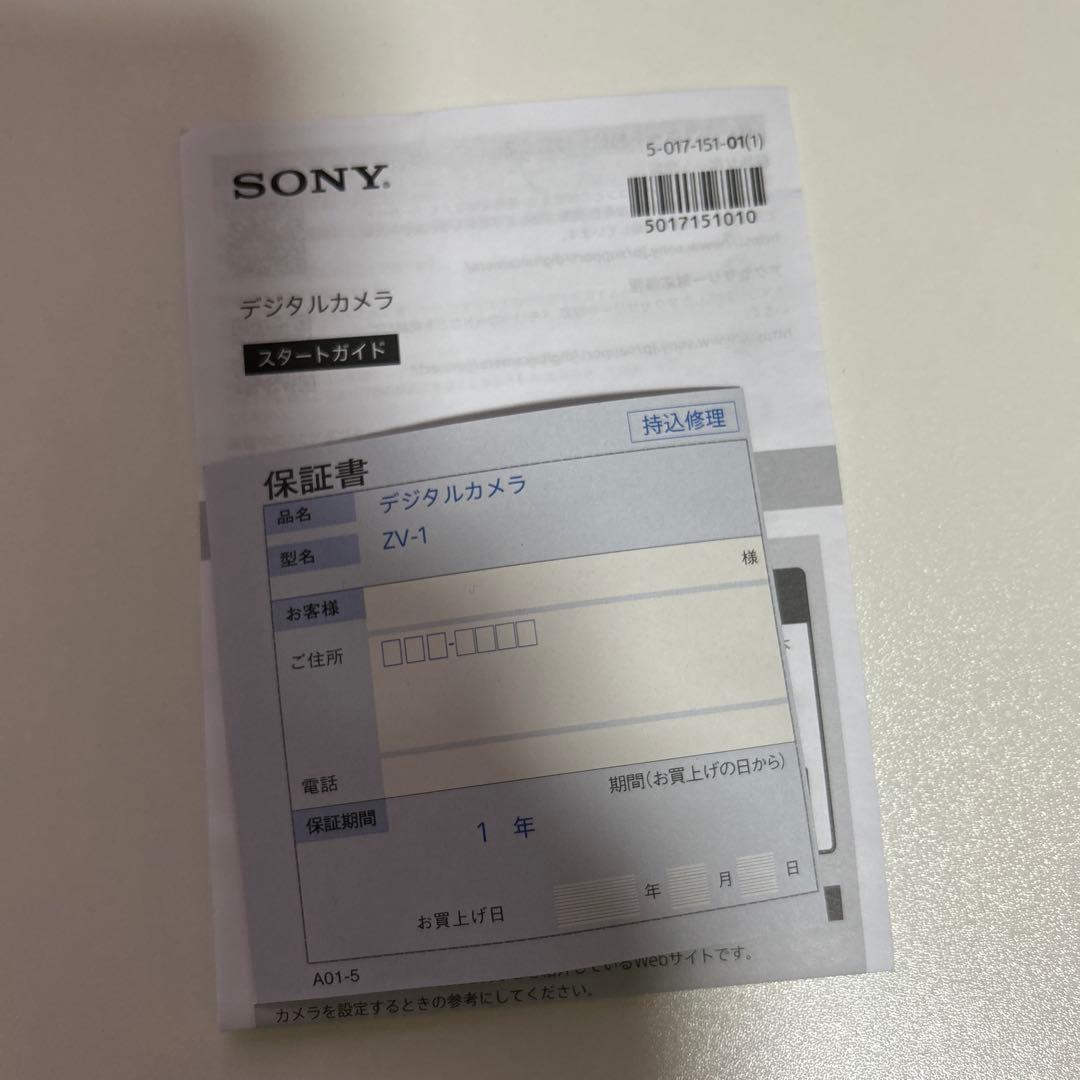 SONY®
5-017-151-01(1)
5017151010
デジタルカメラ
スタートガイド
持込修理
保証書
品名 デジタルカメラ
型名 ZV-1
お客様 様
ご住所
電話
期間(お買上げの日から)
保証期間 1 年
お買上げ日 年 月 日
A01-5
しているWebサイトです。
カメラを設定するときの参考にしてください。